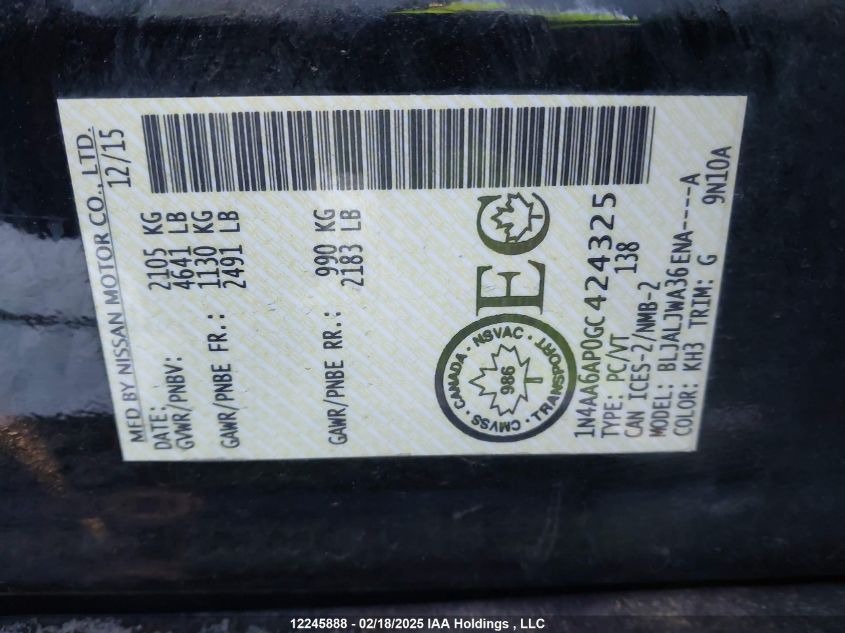 MFD BY NISSAN MOTOR CO., LTD.
DATE: 12/15
GVWR/PNBV: 2105 KG
4641 LB
GAWR/PNBE FR.: 1130 KG
2491 LB
GAWR/PNBE RR.: 990 KG
2183 LB
CANADA · NSVAC · TRANSPORT · CMVSS ·
986
EC
1N4AA6AP0GC424325
TYPE: PC/VT 138
CAN ICES-2/NMB-2
MODEL: BLJALJWA36ENA----A
COLOR: KH3 TRIM: G 9N10A
12245888 - 02/18/2025 IAA Holdings , LLC